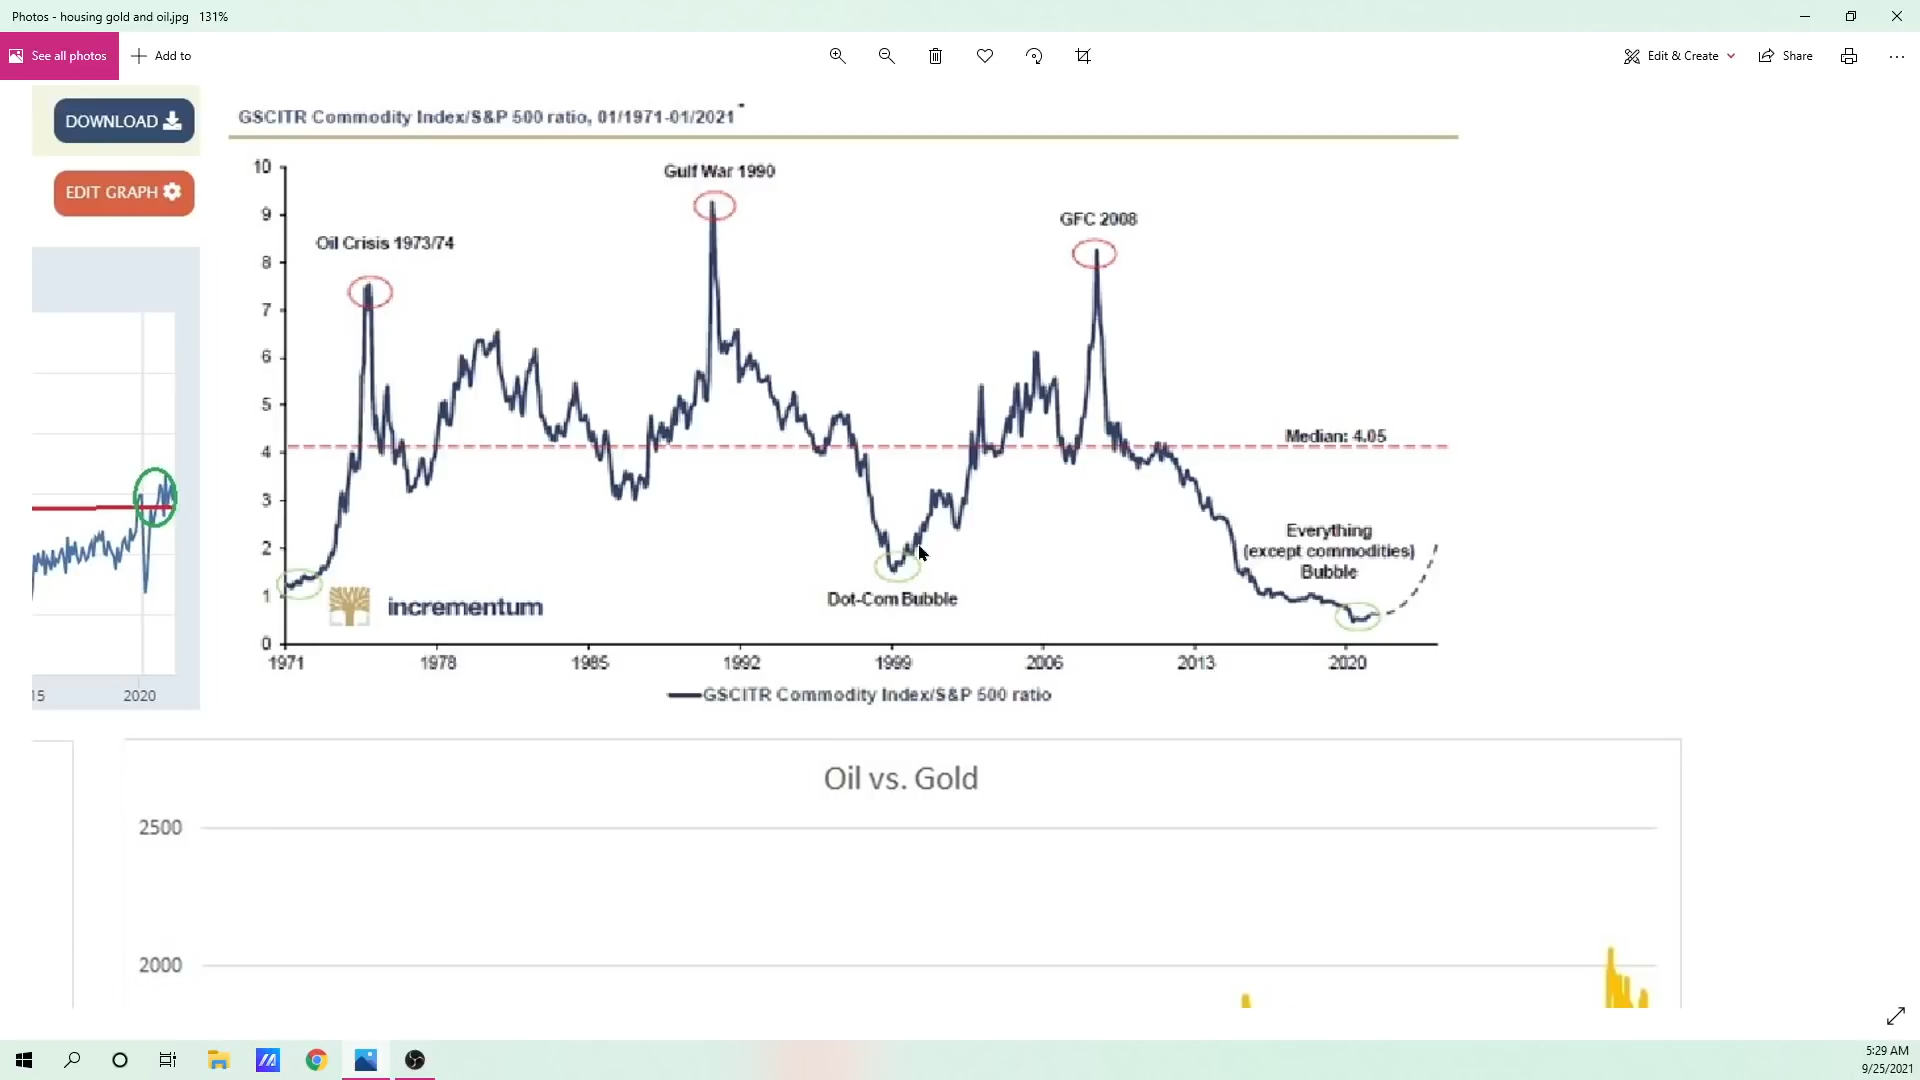 Photos - housing gold and oil.jpg 131%
See all photos
Add to
Edit & Create
Share
DOWNLOAD
EDIT GRAPH
15
2020
GSCITR Commodity Index/S&P 500 ratio, 01/1971-01/2021
10
9
8
7
6
5
4
3
2
1
0
Oil Crisis 1973/74
Gulf War 1990
GFC 2008
Median: 4.05
Everything
(except commodities)
Bubble
Dot-Com Bubble
incrementum
1971
1978
1985
1992
1999
2006
2013
2020
GSCITR Commodity Index/S&P 500 ratio
Oil vs. Gold
2500
2000
5:29 AM
9/25/2021